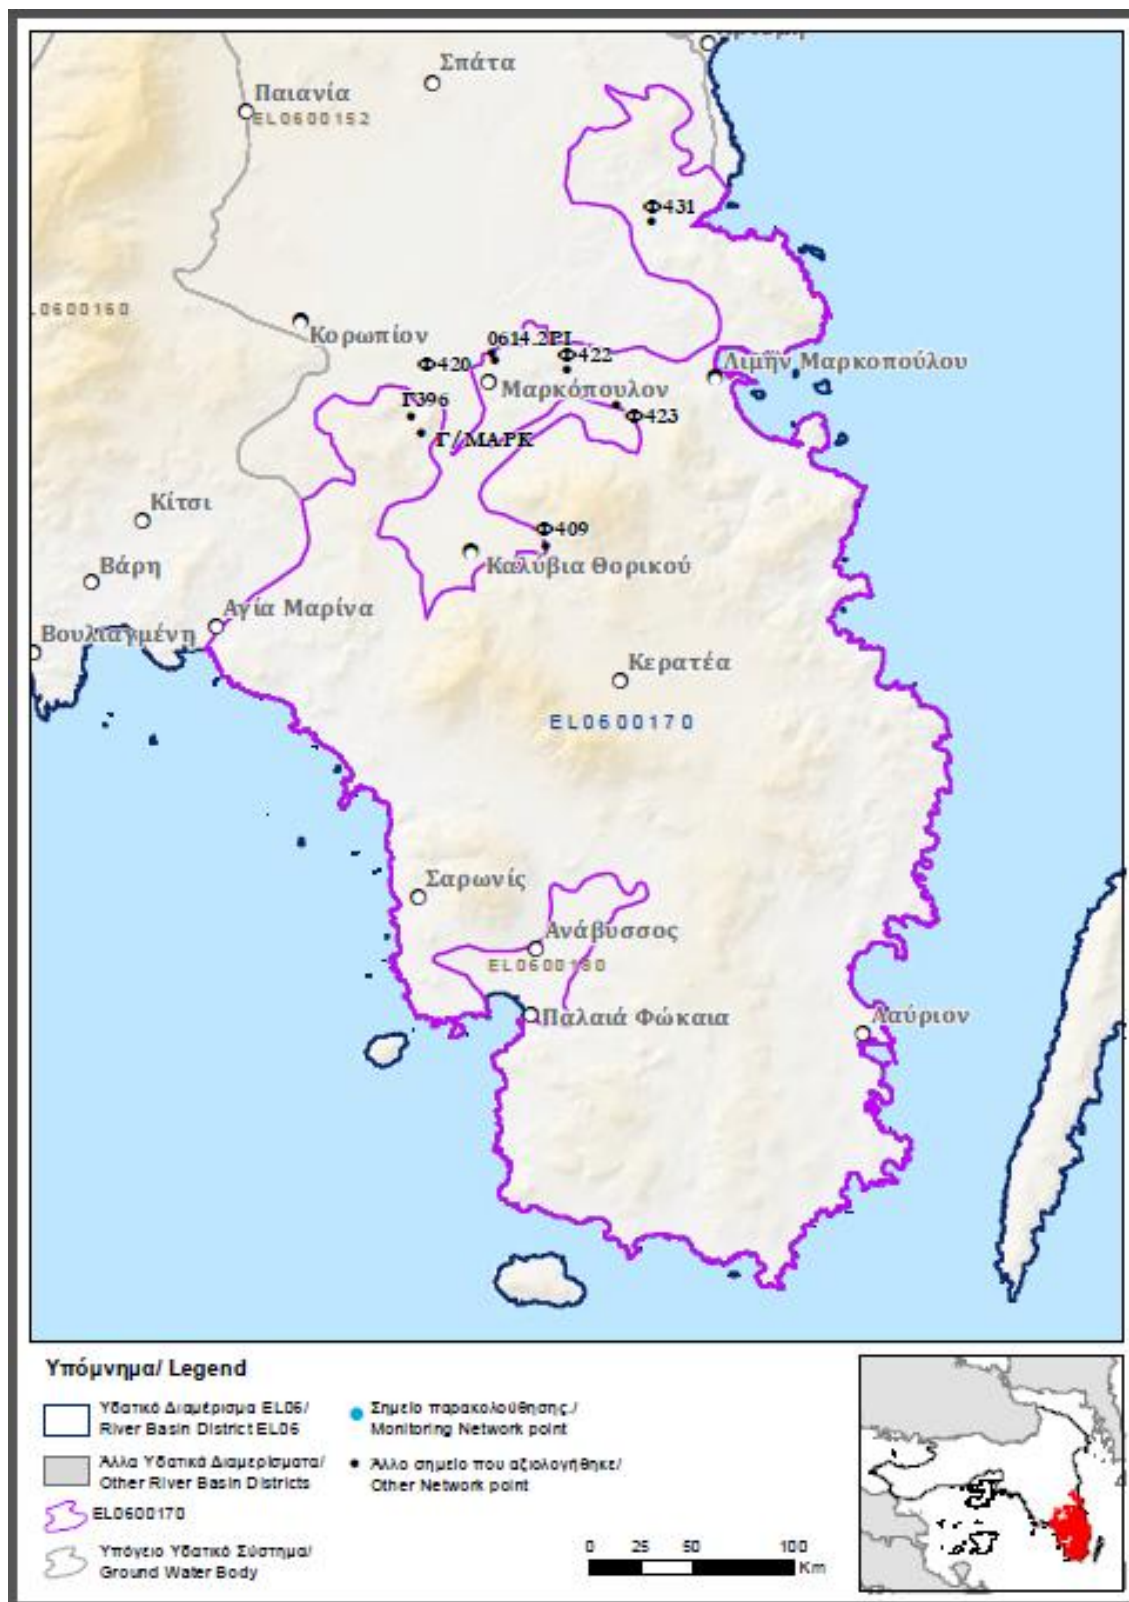 Σπάτα
Παιανία
EL0600152
Φ431
L0600160
Κορωπίον
0614.2ΡΙ
Φ420
Φ422
Λιμήν Μαρκοπούλου
Μαρκόπουλον
Γ396
Φ423
Γ/ΜΑΡΚ
Κίτσι
Φ409
Καλύβια Θορικού
Βάρη
Αγία Μαρίνα
Βουλιαγμένη
Κερατέα
EL0600170
Σαρωνίς
Ανάβυσσος
EL0600180
Παλαιά Φώκαια
Λαύριον
Υπόμνημα/ Legend
Υδατικό Διαμέρισμα EL06/
River Basin District EL06
Άλλα Υδατικά Διαμερίσματα/
Other River Basin Districts
EL0600170
Υπόγειο Υδατικό Σύστημα/
Ground Water Body
Σημείο παρακολούθησης/
Monitoring Network point
Άλλο σημείο που αξιολογήθηκε/
Other Network point
0 25 50 100
Km